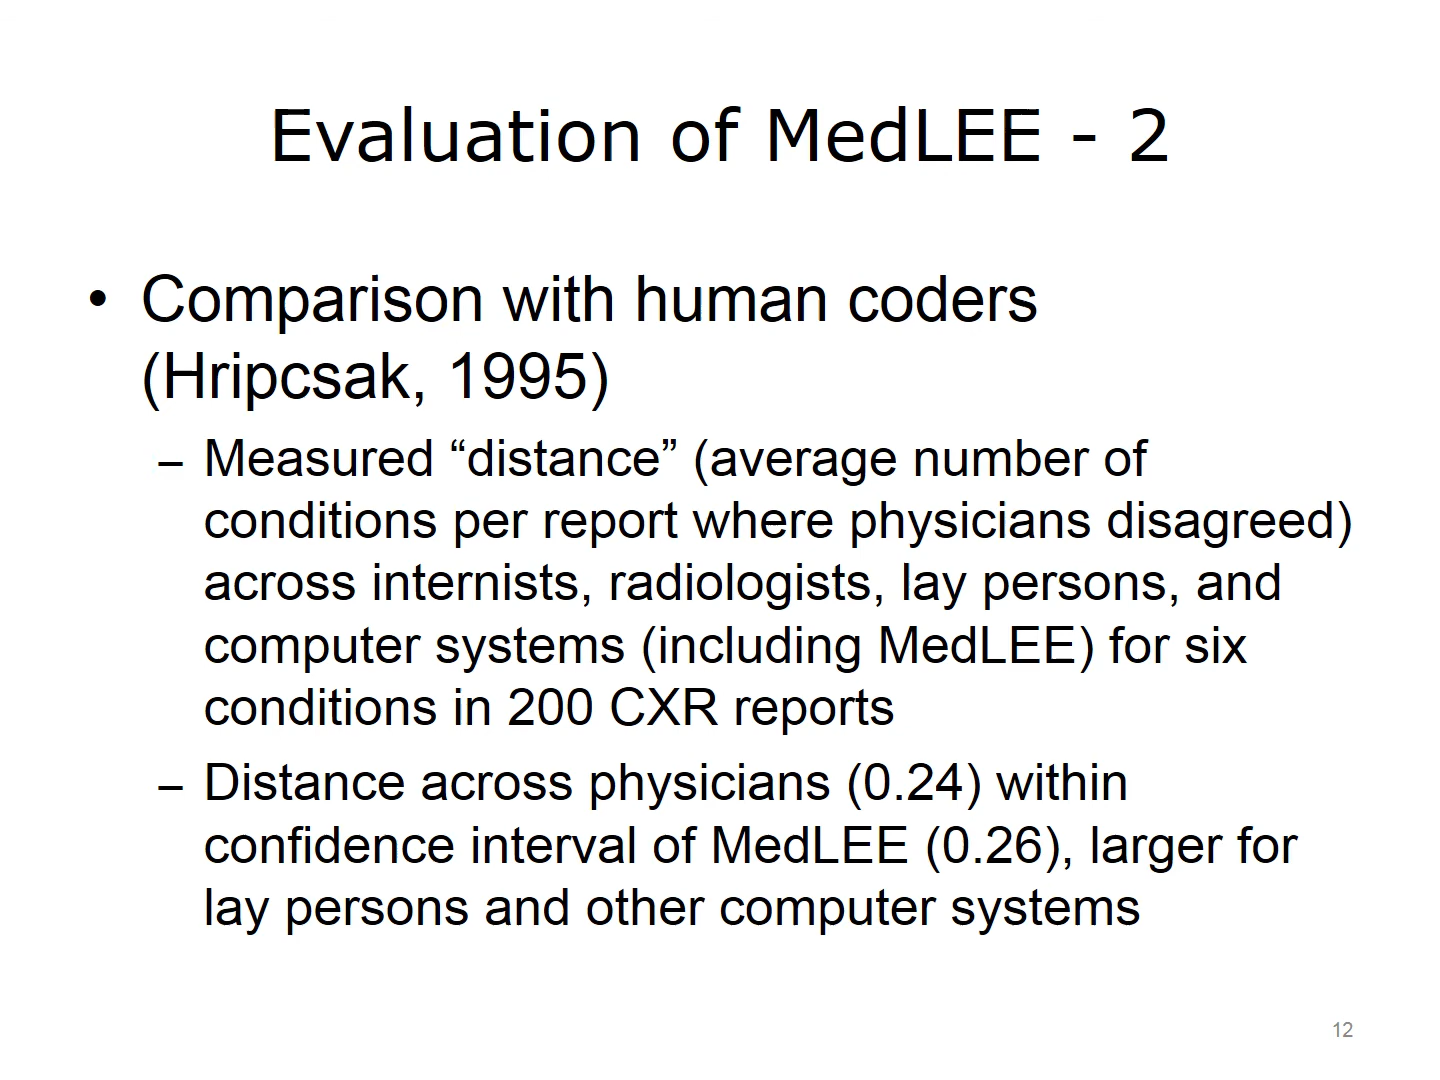 Evaluation of MedLEE - 2
• Comparison with human coders
(Hripcsak, 1995)
– Measured “distance” (average number of
conditions per report where physicians disagreed)
across internists, radiologists, lay persons, and
computer systems (including MedLEE) for six
conditions in 200 CXR reports
– Distance across physicians (0.24) within
confidence interval of MedLEE (0.26), larger for
lay persons and other computer systems
12